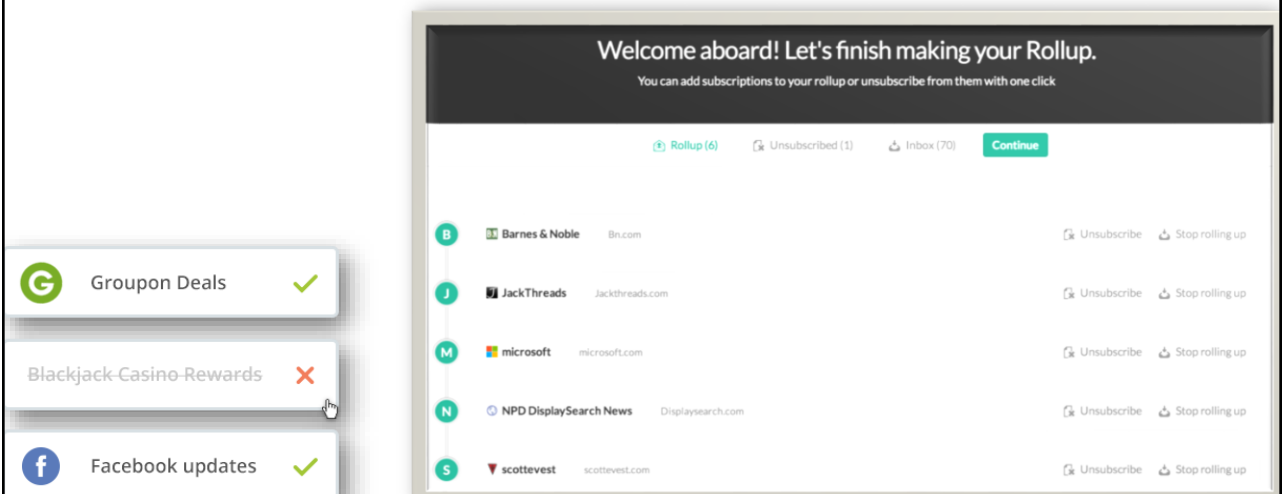 Welcome aboard! Let's finish making your Rollup.
You can add subscriptions to your rollup or unsubscribe from them with one click
Rollup (6) Unsubscribed (1) Inbox (70) Continue
B Barnes & Noble Bn.com Unsubscribe Stop rolling up
J JackThreads Jackthreads.com Unsubscribe Stop rolling up
M microsoft microsoft.com Unsubscribe Stop rolling up
N NPD DisplaySearch News Displaysearch.com Unsubscribe Stop rolling up
S scottevest scottevest.com Unsubscribe Stop rolling up
G Groupon Deals
Blackjack Casino Rewards
f Facebook updates